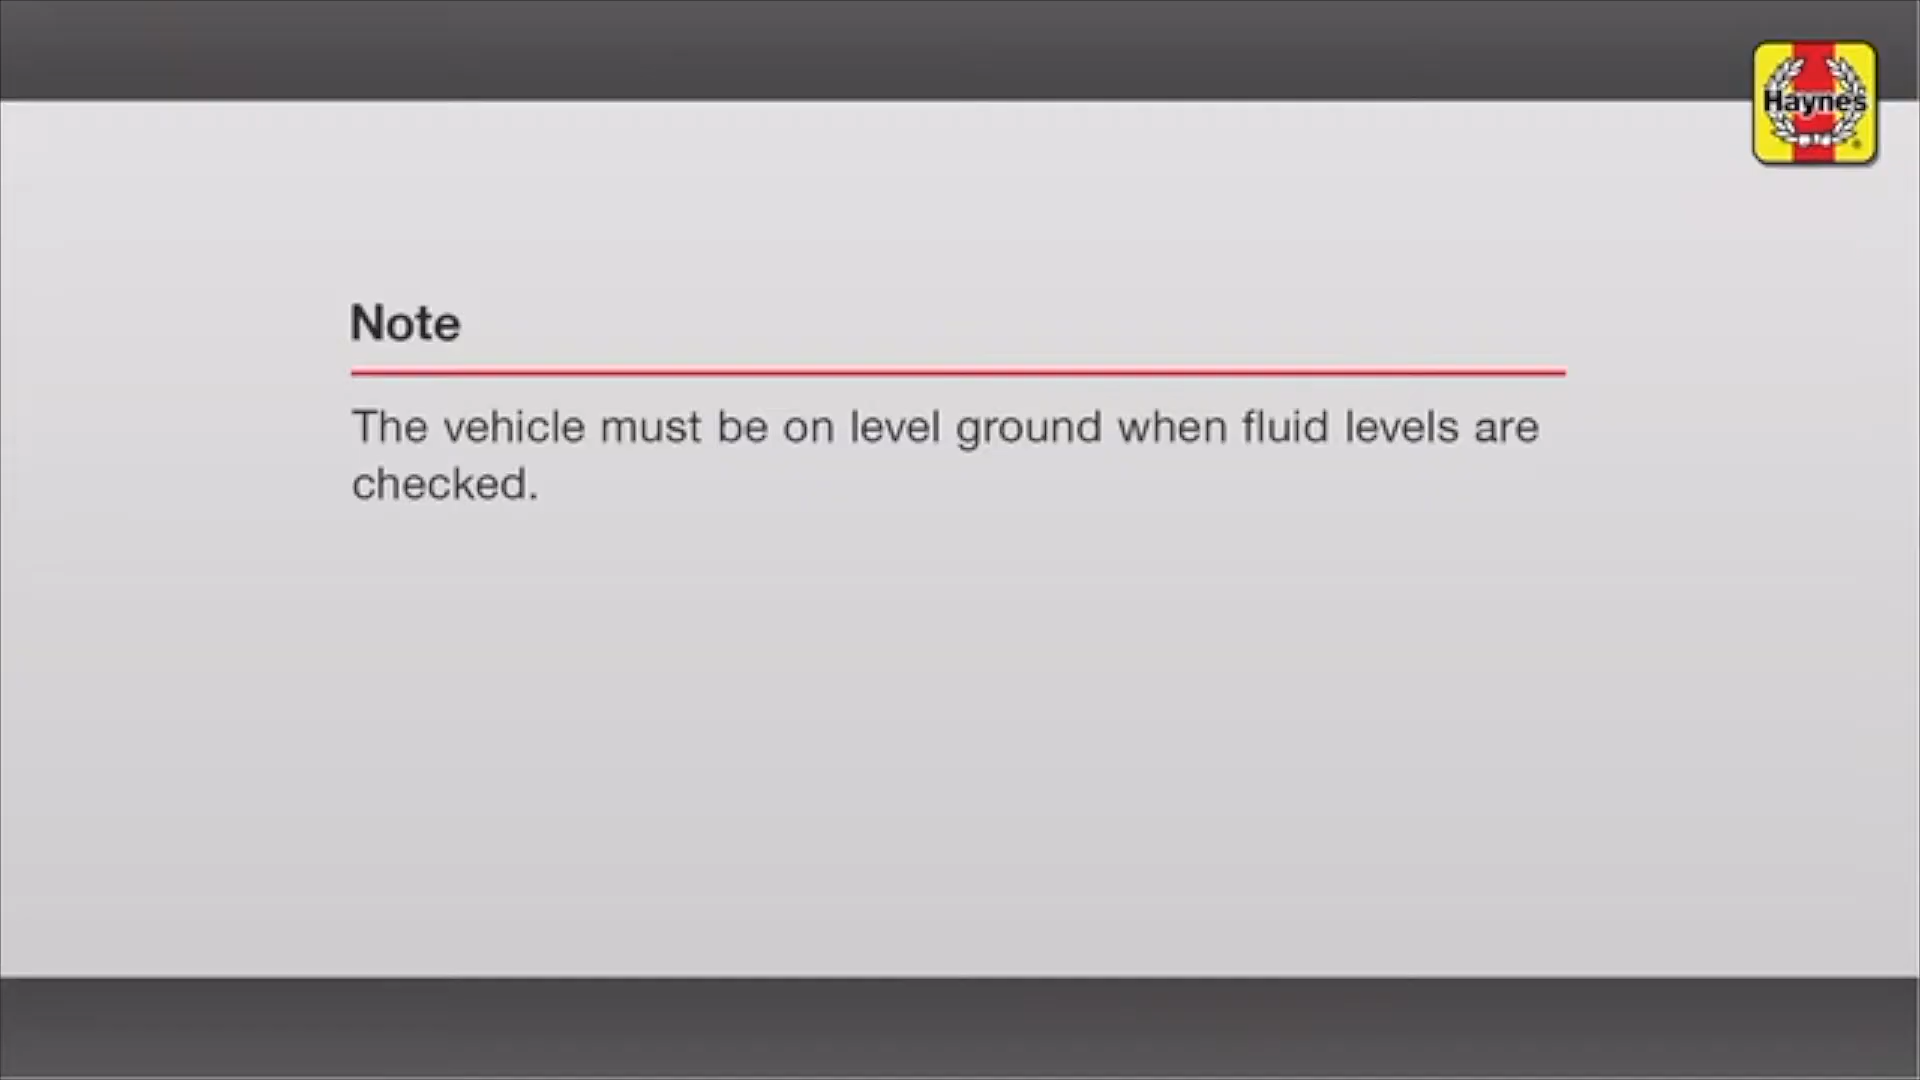 Haynes
Note
The vehicle must be on level ground when fluid levels are
checked.